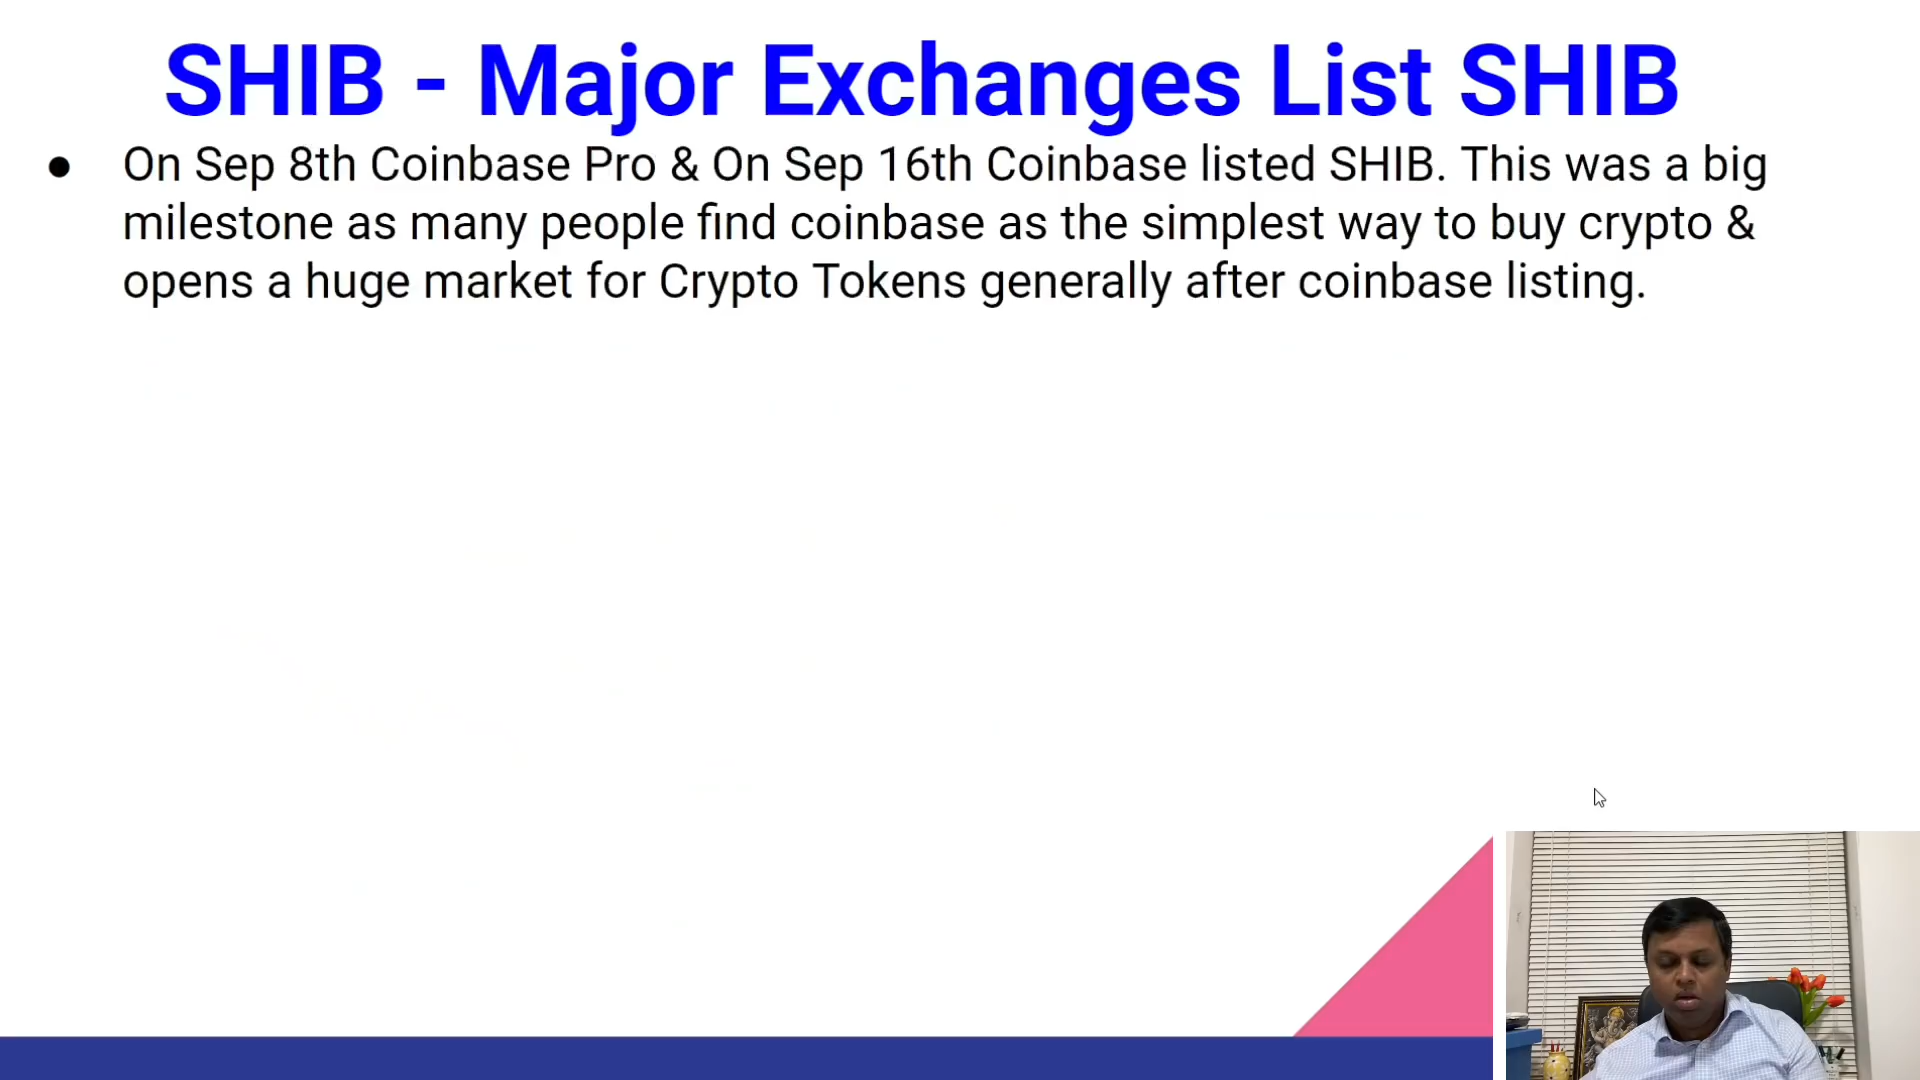 SHIB - Major Exchanges List SHIB
● On Sep 8th Coinbase Pro & On Sep 16th Coinbase listed SHIB. This was a big
milestone as many people find coinbase as the simplest way to buy crypto &
opens a huge market for Crypto Tokens generally after coinbase listing.